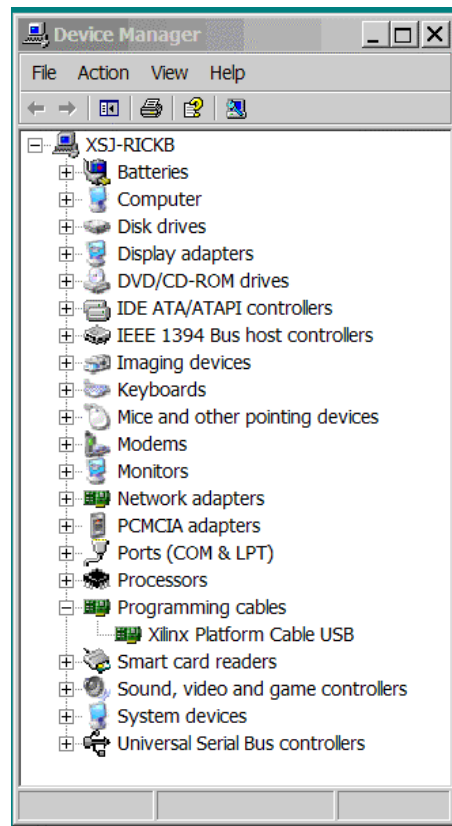 Device Manager
File Action View Help
XSJ-RICKB
Batteries
Computer
Disk drives
Display adapters
DVD/CD-ROM drives
IDE ATA/ATAPI controllers
IEEE 1394 Bus host controllers
Imaging devices
Keyboards
Mice and other pointing devices
Modems
Monitors
Network adapters
PCMCIA adapters
Ports (COM & LPT)
Processors
Programming cables
Xilinx Platform Cable USB
Smart card readers
Sound, video and game controllers
System devices
Universal Serial Bus controllers